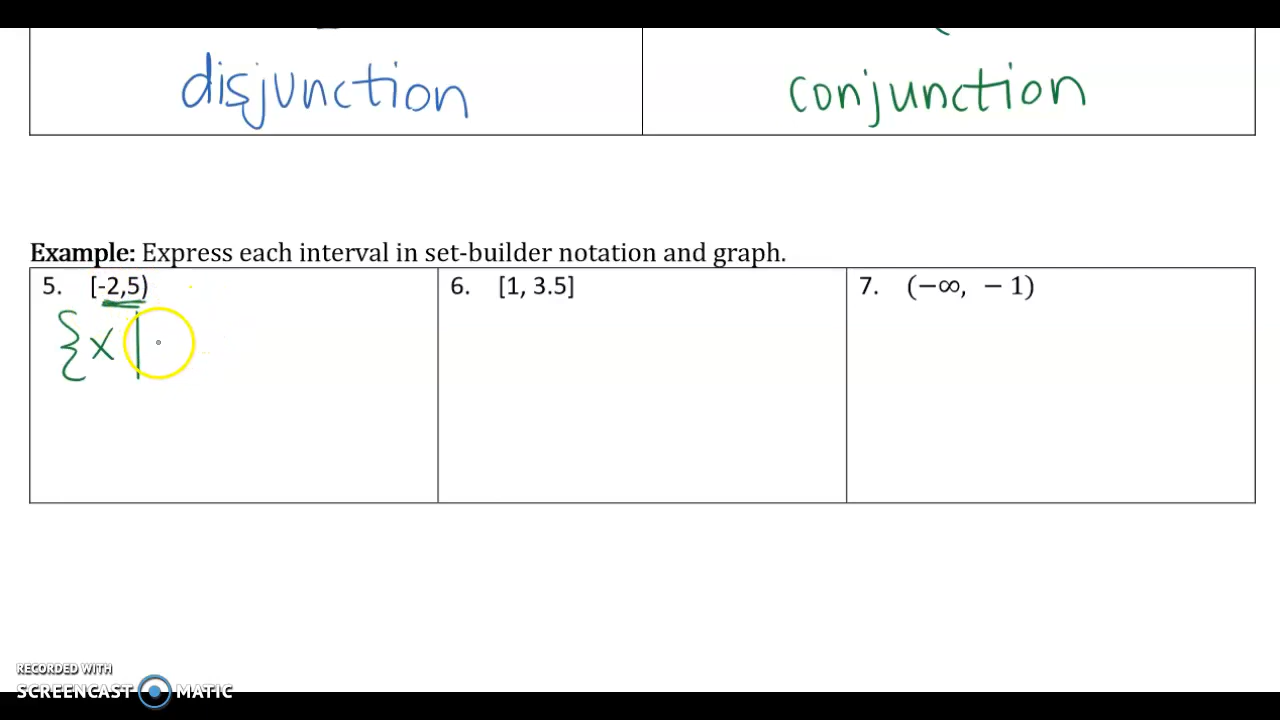 disjunction
conjunction
Example: Express each interval in set-builder notation and graph.
5. [-2,5)
{x |
6. [1, 3.5]
7. (−∞, − 1)
RECORDED WITH
SCREENCAST MATIC